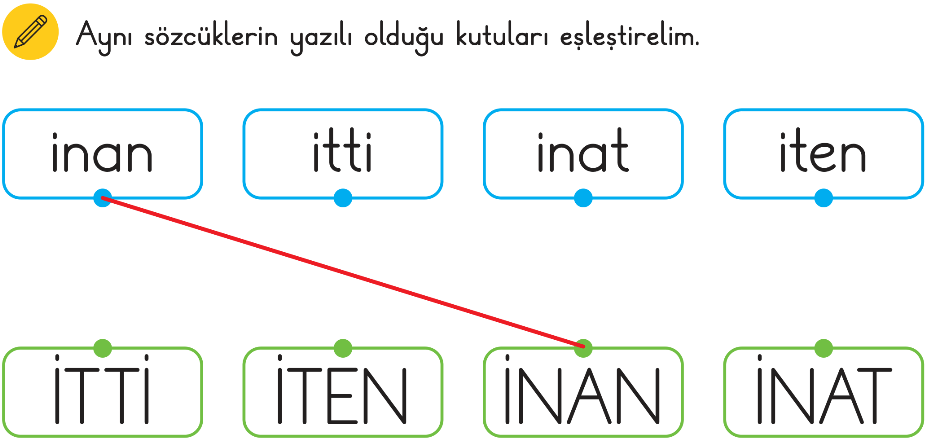 Aynı sözcüklerin yazılı olduğu kutuları eşleştirelim.
inan itti inat iten
İTTİ İTEN İNAN İNAT